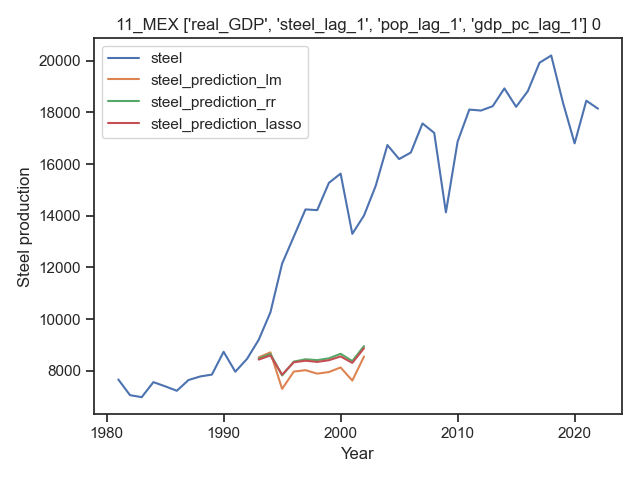 11_MEX ['real_GDP', 'steel_lag_1', 'pop_lag_1', 'gdp_pc_lag_1'] 0
steel
steel_prediction_lm
steel_prediction_rr
steel_prediction_lasso
Steel production
20000
18000
16000
14000
12000
10000
8000
1980
1990
2000
2010
2020
Year